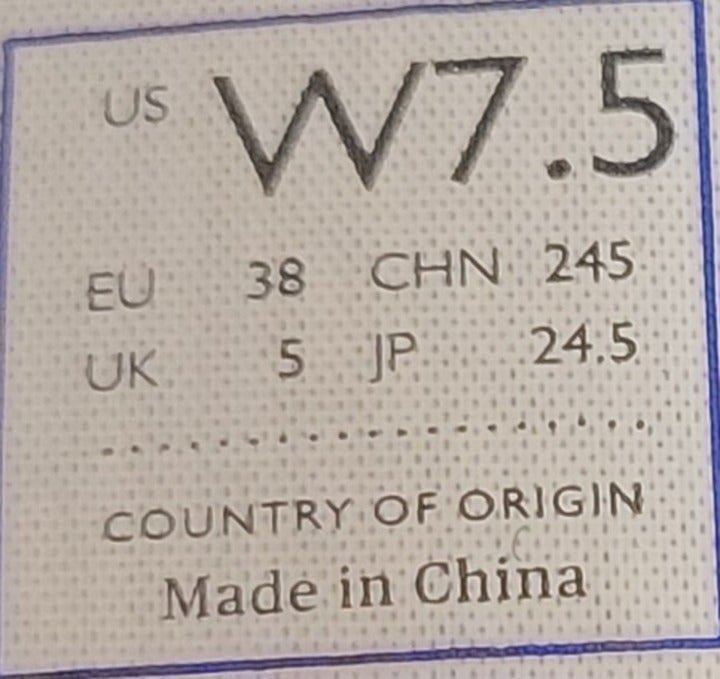 US W7.5
EU 38 CHN 245
UK 5 JP 24.5
COUNTRY OF ORIGIN
Made in China